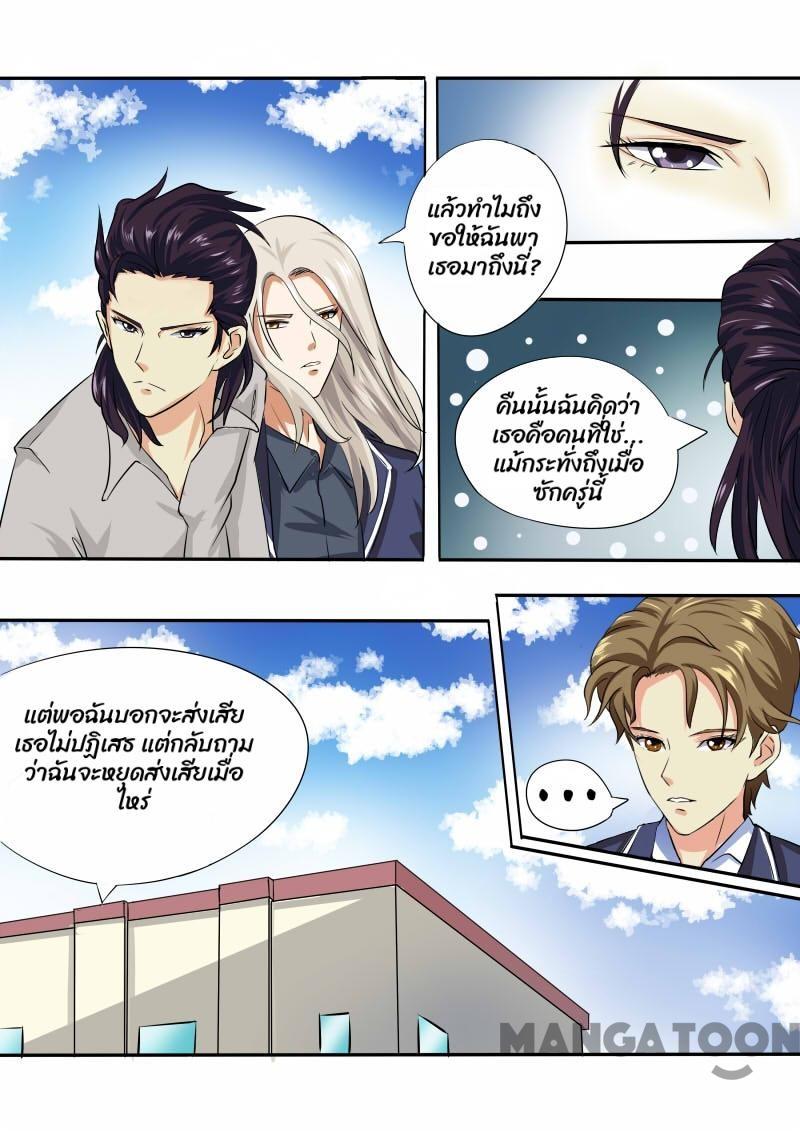 แล้วทำไมถึง
ขอให้ฉันพา
เธอมาถึงนี่?
คืนนั้นฉันคิดว่า
เธอคือคนที่ใช่...
แม้กระทั่งถึงเมื่อ
ซักครู่นี้
แต่พอฉันบอกจะส่งเสีย
เธอไม่ปฏิเสธ แต่กลับถาม
ว่าฉันจะหยุดส่งเสียเมื่อ
ไหร่
...
MANGATOON